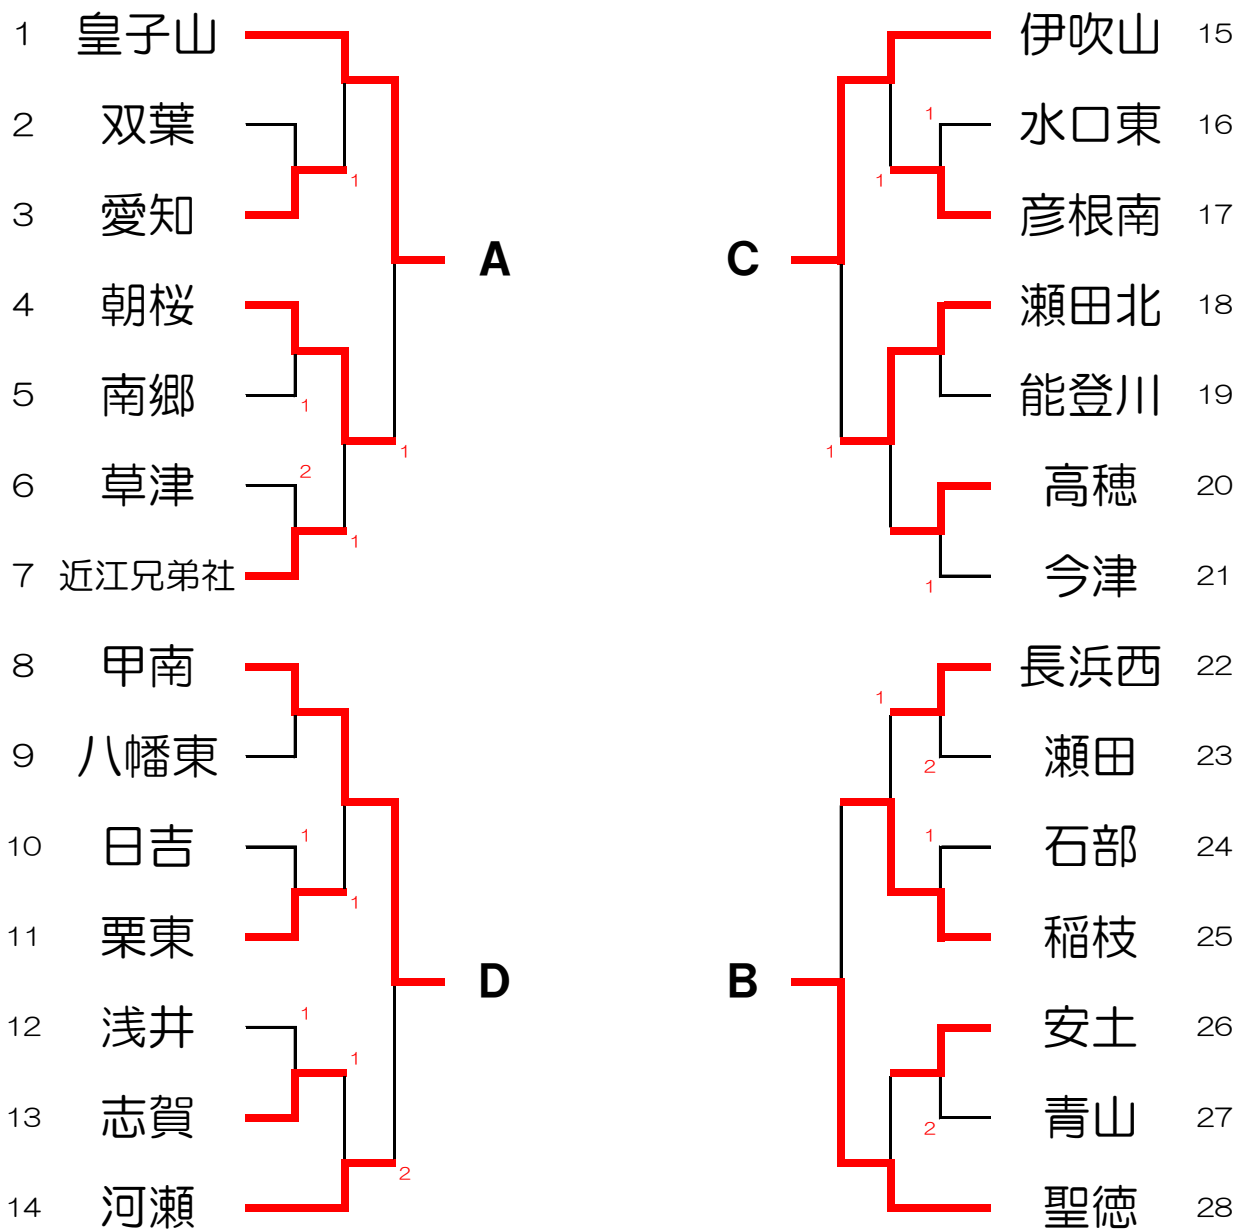 1 皇子山
2 双葉
1
3 愛知
A
4 朝桜
5 南郷
1
1
2
6 草津
1
7 近江兄弟社
8 甲南
9 八幡東
1
10 日吉
1
11 栗東
D
1
12 浅井
1
13 志賀
2
14 河瀬
伊吹山 15
1
水口東 16
1
彦根南 17
C
瀬田北 18
能登川 19
1
高穂 20
1
今津 21
長浜西 22
1
瀬田 23
2
1
石部 24
稲枝 25
B
安土 26
青山 27
2
聖徳 28